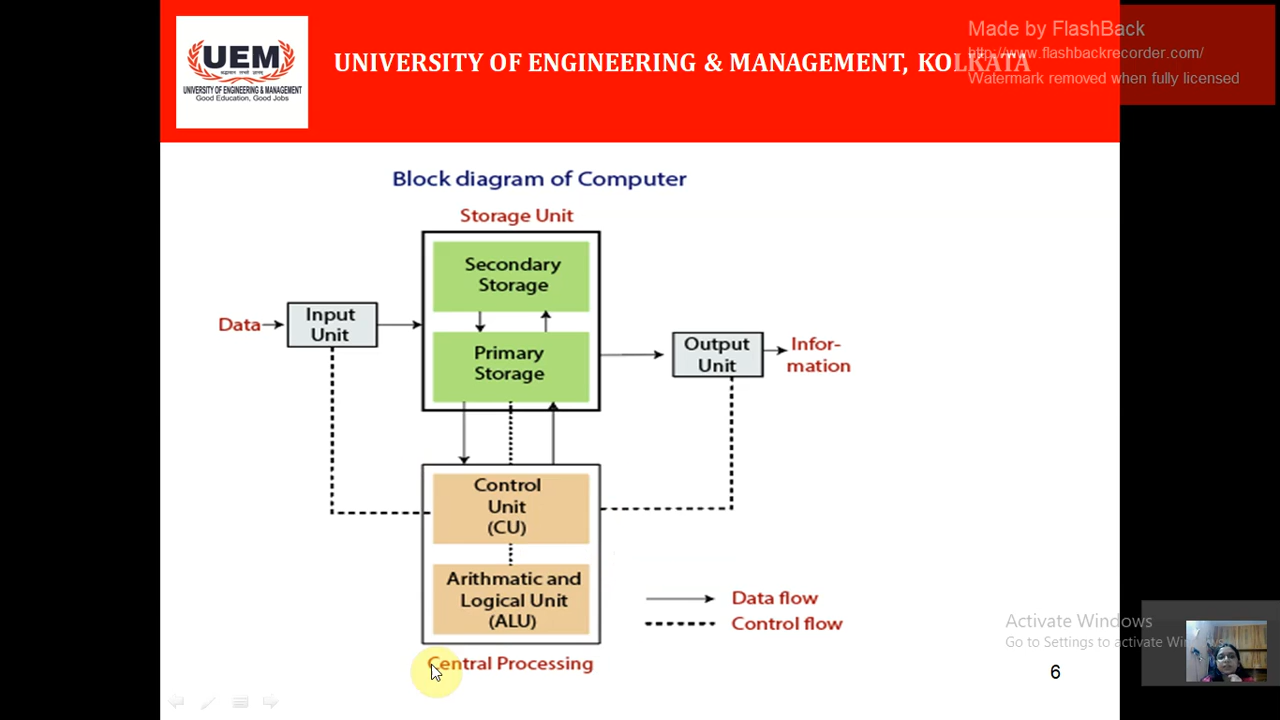 UEM
UNIVERSITY OF ENGINEERING & MANAGEMENT
Good Education, Good Jobs
UNIVERSITY OF ENGINEERING & MANAGEMENT, KOLKATA
Made by FlashBack
http://www.flashbackrecorder.com/
Watermark removed when fully licensed
Block diagram of Computer
Storage Unit
Secondary
Storage
Data
Input
Unit
Primary
Storage
Output
Unit
Infor-
mation
Control
Unit
(CU)
Arithmatic and
Logical Unit
(ALU)
Data flow
Control flow
Central Processing
Activate Windows
Go to Settings to activate Windows.
6